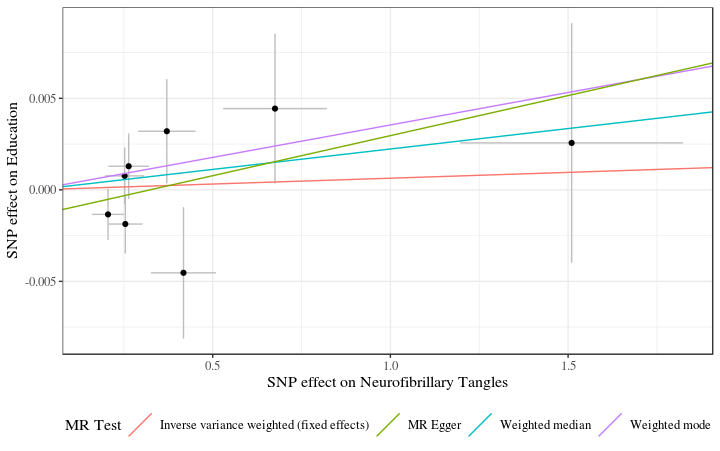 SNP effect on Education
0.005
0.000
-0.005
0.5 1.0 1.5
SNP effect on Neurofibrillary Tangles
MR Test Inverse variance weighted (fixed effects) MR Egger Weighted median Weighted mode